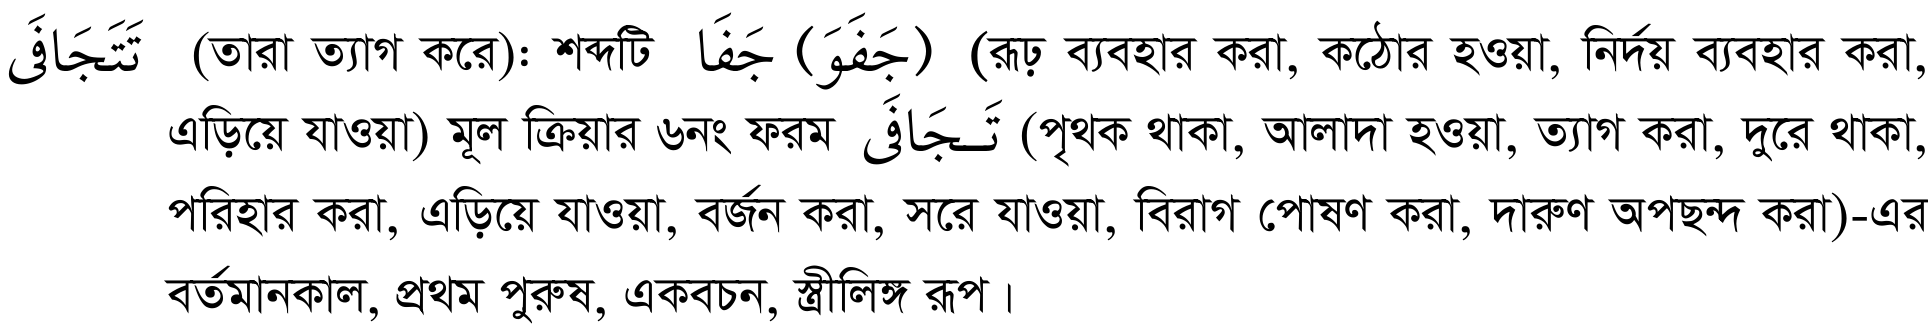 تَتَجَافَى (তারা ত্যাগ করে): শব্দটি جَفَا (جَفَوَ) (রূঢ় ব্যবহার করা, কঠোর হওয়া, নির্দয় ব্যবহার করা,
এড়িয়ে যাওয়া) মূল ক্রিয়ার ৬নং ফরম تَـجَافَى (পৃথক থাকা, আলাদা হওয়া, ত্যাগ করা, দুরে থাকা,
পরিহার করা, এড়িয়ে যাওয়া, বর্জন করা, সরে যাওয়া, বিরাগ পোষণ করা, দারুণ অপছন্দ করা)-এর
বর্তমানকাল, প্রথম পুরুষ, একবচন, স্ত্রীলিঙ্গ রূপ।